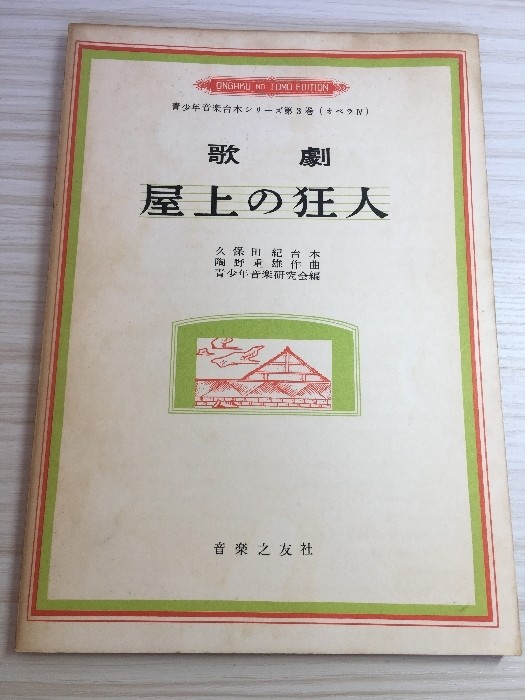 ONGAKU NO TOMO EDITION
青少年音楽台本シリーズ第3巻(オペラⅣ)
歌劇
屋上の狂人
久保田紀台本
陶野重雄作曲
青少年音楽研究会編
音楽之友社